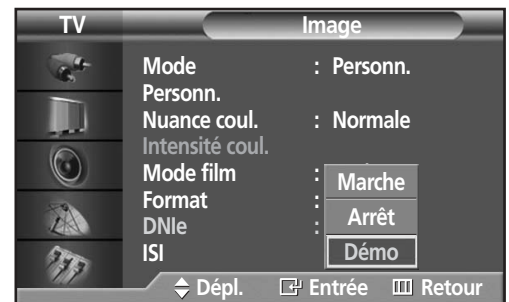 TV Image
Mode : Personn.
Personn.
Nuance coul. : Normale
Intensité coul.
Mode film :
Format :
DNIe :
ISI
Marche
Arrêt
Démo
Dépl. Entrée Retour